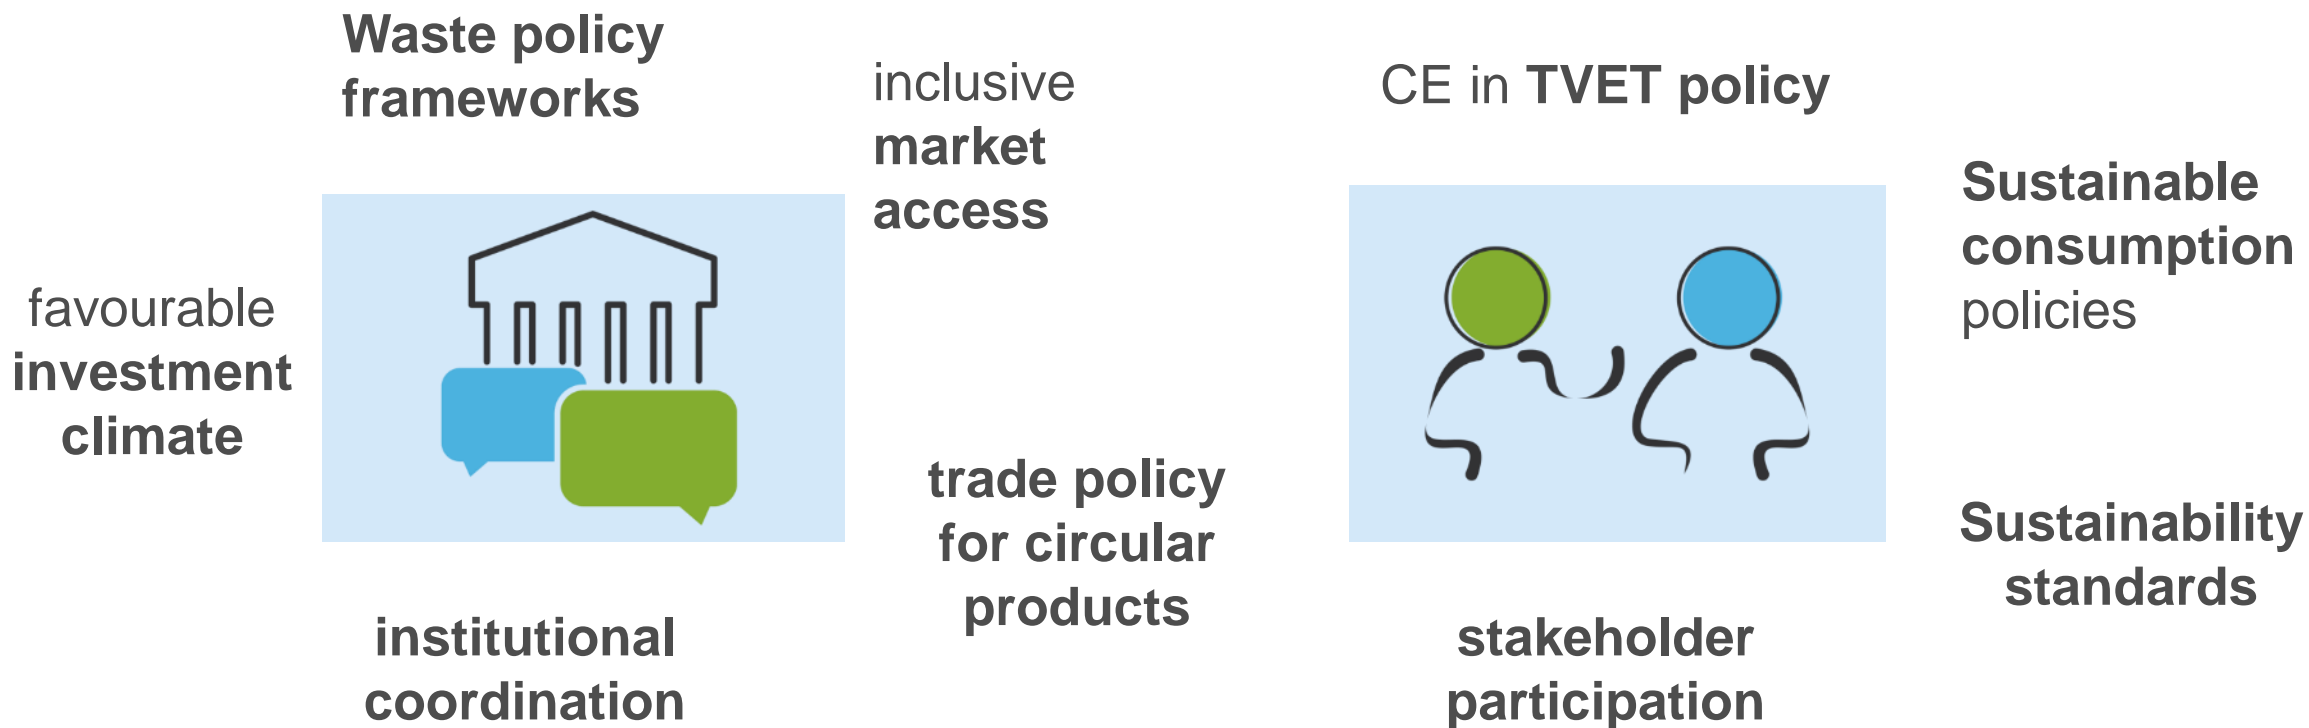 Waste policy
frameworks
inclusive
market
access
CE in TVET policy
Sustainable
consumption
policies
favourable
investment
climate
trade policy
for circular
products
Sustainability
standards
institutional
coordination
stakeholder
participation